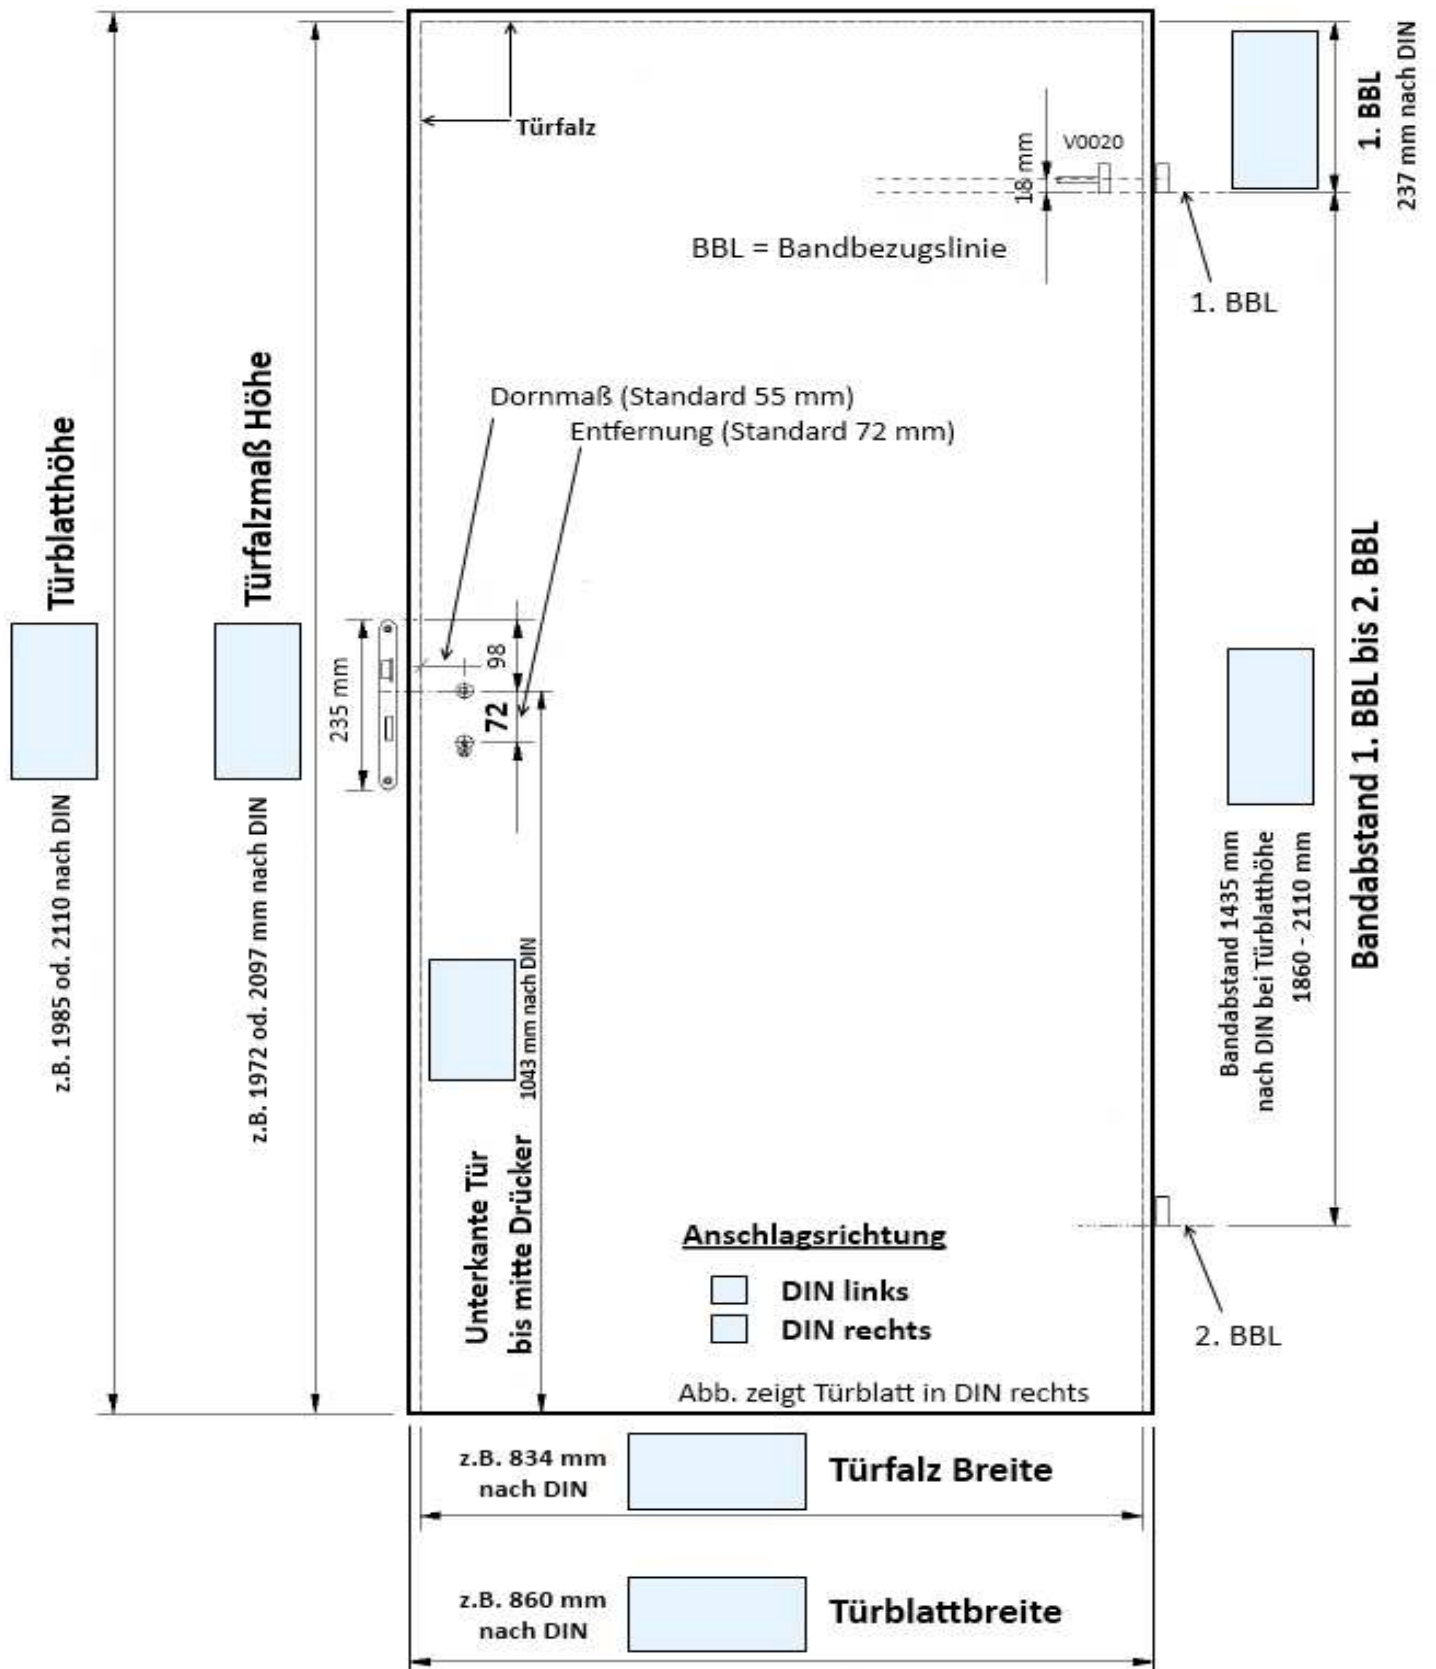 Türfalz
V0020
18 mm
BBL = Bandbezugslinie
1. BBL
1. BBL
237 mm nach DIN
Dornmaß (Standard 55 mm)
Entfernung (Standard 72 mm)
Türblatthöhe
z.B. 1985 od. 2110 nach DIN
Türfalzmaß Höhe
z.B. 1972 od. 2097 mm nach DIN
235 mm
98
72
1043 mm nach DIN
Unterkante Tür
bis mitte Drücker
Bandabstand 1435 mm
nach DIN bei Türblatthöhe
1860 - 2110 mm
Bandabstand 1. BBL bis 2. BBL
Anschlagsrichtung
DIN links
DIN rechts
2. BBL
Abb. zeigt Türblatt in DIN rechts
z.B. 834 mm
nach DIN
Türfalz Breite
z.B. 860 mm
nach DIN
Türblattbreite